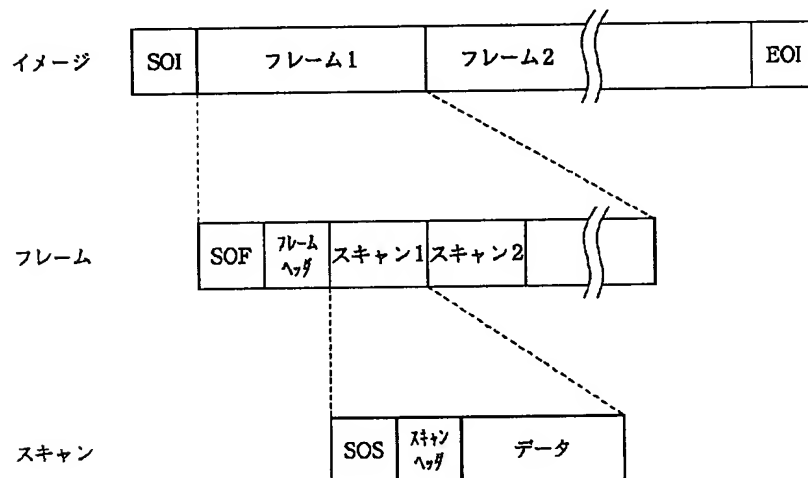 イメージ SOI フレーム1 フレーム2 EOI
フレーム SOF フレーム
ヘッダ スキャン1 スキャン2
スキャン SOS スキャン
ヘッダ データ